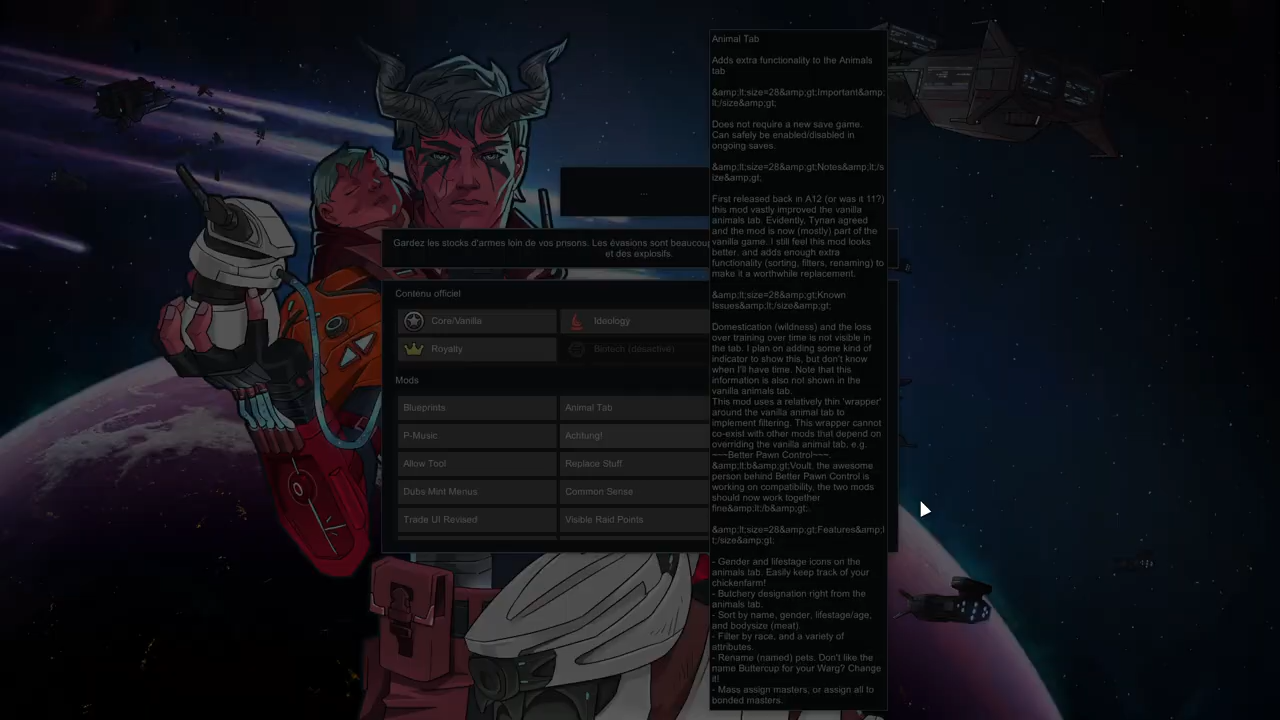 ...
Gardez les stocks d'armes loin de vos prisons. Les évasions sont
et des explosifs.
Contenu officiel
Core/Vanilla
Ideology
Royalty
Biotech (désactivé)
Mods
Blueprints
Animal Tab
P-Music
Achtung!
Allow Tool
Replace Stuff
Dubs Mint Menus
Common Sense
Trade UI Revised
Visible Raid Points
Animal Tab
Adds extra functionality to the Animals
tab
&amp;lt;size=28&amp;gt;Important&amp;
lt;/size&amp;gt;
Does not require a new save game.
Can safely be enabled/disabled in
ongoing saves.
&amp;lt;size=28&amp;gt;Notes&amp;lt;/s
ize&amp;gt;
First released back in A12 (or was it 11?)
this mod vastly improved the vanilla
animals tab. Evidently, Tynan agreed
and the mod is now (mostly) part of the
vanilla game. I still feel this mod looks
better, and adds enough extra
functionality (sorting, filters, renaming) to
make it a worthwhile replacement.
&amp;lt;size=28&amp;gt;Known
Issues&amp;lt;/size&amp;gt;
Domestication (wildness) and the loss
over training over time is not visible in
the tab. I plan on adding some kind of
indicator to show this, but don't know
when I'll have time. Note that this
information is also not shown in the
vanilla animals tab.
This mod uses a relatively thin 'wrapper'
around the vanilla animal tab to
implement filtering. This wrapper cannot
co-exist with other mods that depend on
overriding the vanilla animal tab, e.g.
~~~Better Pawn Control~~~.
&amp;lt;b&amp;gt;Voult, the awesome
person behind Better Pawn Control is
working on compatibility, the two mods
should now work together
fine&amp;lt;/b&amp;gt;.
&amp;lt;size=28&amp;gt;Features&amp;l
t;/size&amp;gt;
- Gender and lifestage icons on the
animals tab. Easily keep track of your
chickenfarm!
- Butchery designation right from the
animals tab.
- Sort by name, gender, lifestage/age,
and bodysize (meat).
- Filter by race, and a variety of
attributes.
- Rename (named) pets. Don't like the
name Buttercup for your Warg? Change
it!
- Mass assign masters, or assign all to
bonded masters.